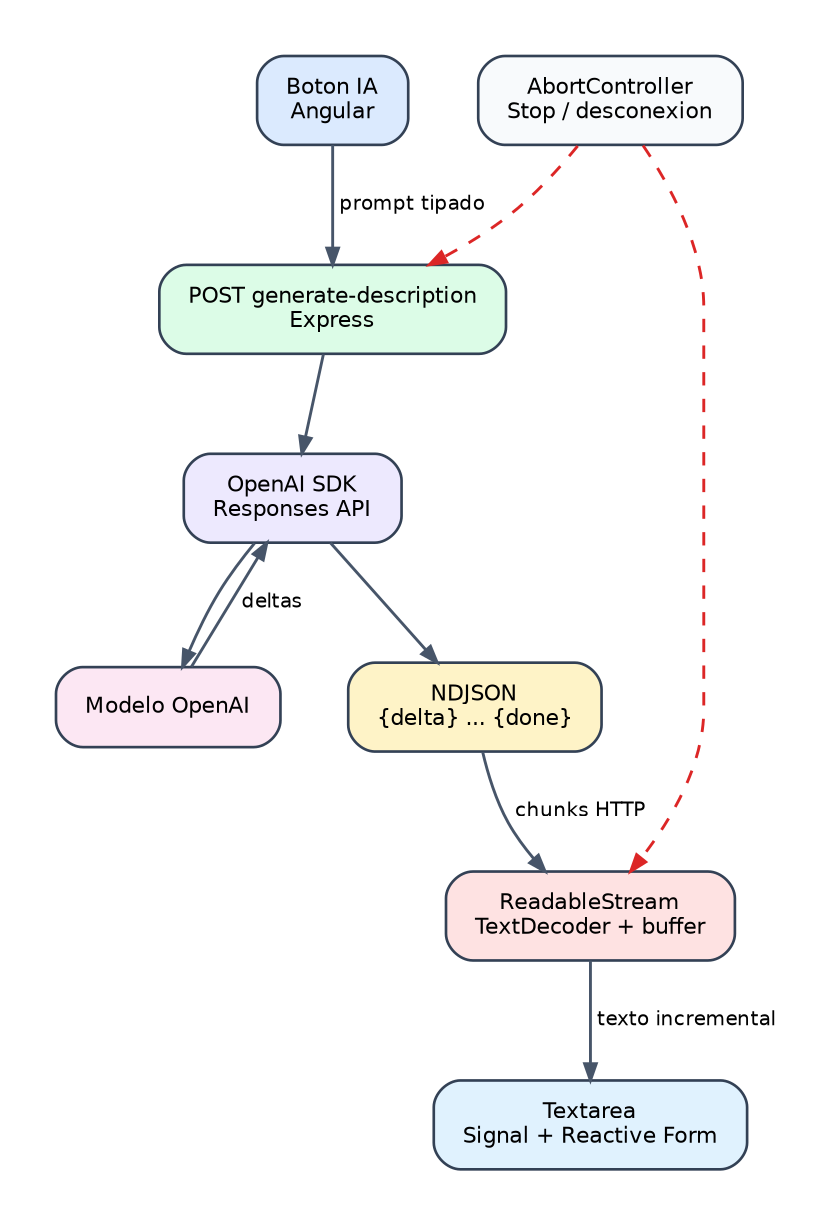 Boton IA
Angular
AbortController
Stop / desconexion
prompt tipado
POST generate-description
Express
OpenAI SDK
Responses API
deltas
Modelo OpenAI
NDJSON
{delta} ... {done}
chunks HTTP
ReadableStream
TextDecoder + buffer
texto incremental
Textarea
Signal + Reactive Form